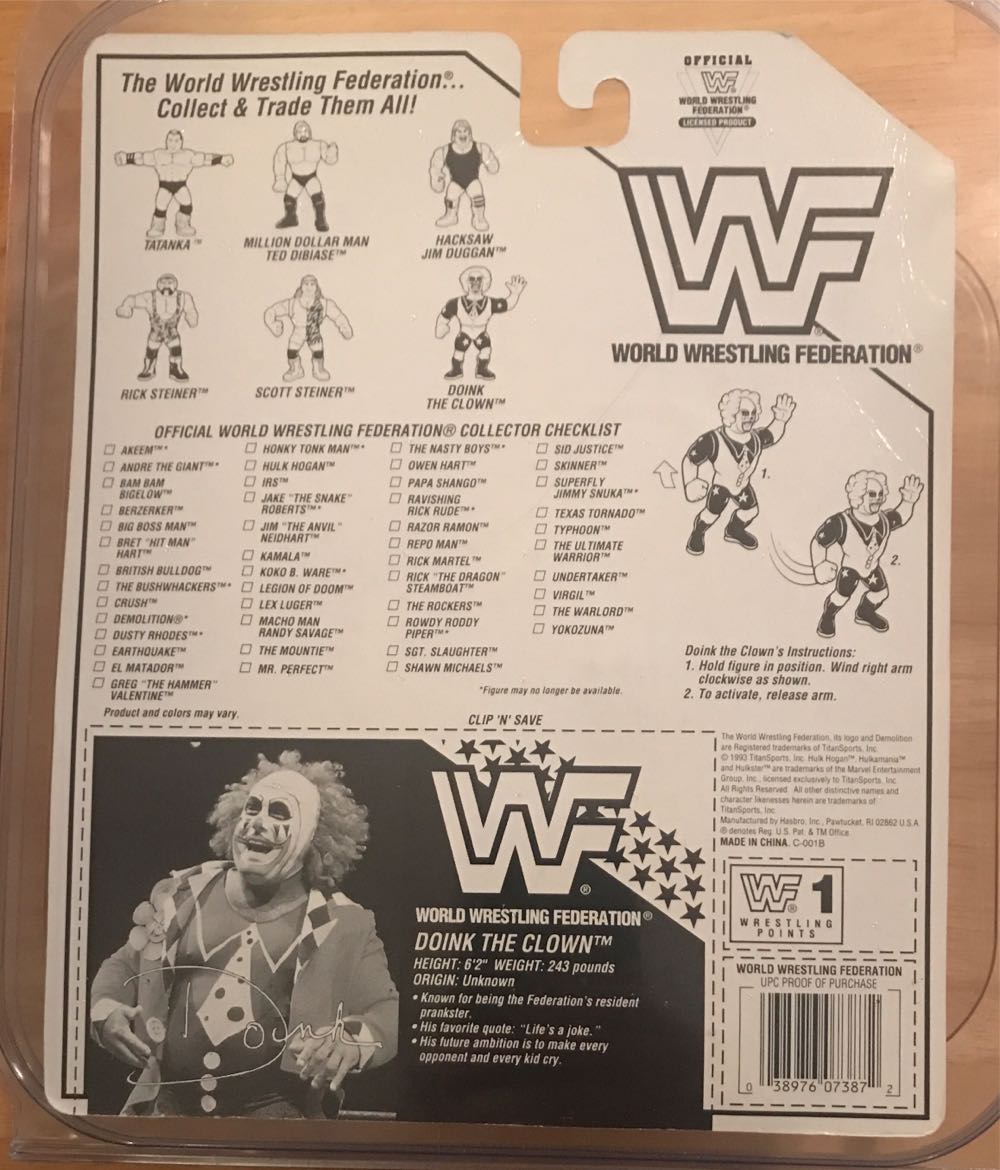 The World Wrestling Federation®...
Collect & Trade Them All!
OFFICIAL
WF
WORLD WRESTLING
FEDERATION®
LICENSED PRODUCT
TATANKA™
MILLION DOLLAR MAN
TED DIBIASE™
HACKSAW
JIM DUGGAN™
RICK STEINER™
SCOTT STEINER™
DOINK
THE CLOWN™
WF®
WORLD WRESTLING FEDERATION®
OFFICIAL WORLD WRESTLING FEDERATION® COLLECTOR CHECKLIST
AKEEM™*
ANDRE THE GIANT™*
BAM BAM
BIGELOW™
BERZERKER™
BIG BOSS MAN™
BRET "HIT MAN"
HART™
BRITISH BULLDOG™
THE BUSHWHACKERS™*
CRUSH™
DEMOLITION®*
DUSTY RHODES™*
EARTHQUAKE™
EL MATADOR™
GREG "THE HAMMER"
VALENTINE™
HONKY TONK MAN™*
HULK HOGAN™
IRS™
JAKE "THE SNAKE"
ROBERTS™*
JIM "THE ANVIL"
NEIDHART™
KAMALA™
KOKO B. WARE™*
LEGION OF DOOM™
LEX LUGER™
MACHO MAN
RANDY SAVAGE™
THE MOUNTIE™
MR. PERFECT™
THE NASTY BOYS™*
OWEN HART™
PAPA SHANGO™
RAVISHING
RICK RUDE™*
RAZOR RAMON™
REPO MAN™
RICK MARTEL™
RICK "THE DRAGON"
STEAMBOAT™
THE ROCKERS™
ROWDY RODDY
PIPER™*
SGT. SLAUGHTER™
SHAWN MICHAELS™
SID JUSTICE™
SKINNER™
SUPERFLY
JIMMY SNUKA™*
TEXAS TORNADO™
TYPHOON™
THE ULTIMATE
WARRIOR™
UNDERTAKER™
VIRGIL™
THE WARLORD™
YOKOZUNA™
*Figure may no longer be available.
Product and colors may vary.
1.
2.
Doink the Clown's Instructions:
1. Hold figure in position. Wind right arm
clockwise as shown.
2. To activate, release arm.
CLIP 'N' SAVE
WF®
WORLD WRESTLING FEDERATION®
DOINK THE CLOWN™
HEIGHT: 6'2" WEIGHT: 243 pounds
ORIGIN: Unknown
• Known for being the Federation's resident
prankster.
• His favorite quote: "Life's a joke."
• His future ambition is to make every
opponent and every kid cry.
Doink
The World Wrestling Federation, its logo and Demolition
are Registered trademarks of TitanSports, Inc.
© 1993 TitanSports, Inc. Hulk Hogan™, Hulkamania™
and Hulkster™ are trademarks of the Marvel Entertainment
Group, Inc., licensed exclusively to TitanSports, Inc.
All Rights Reserved. All other distinctive names and
character likenesses herein are trademarks of
TitanSports, Inc.
Manufactured by Hasbro, Inc., Pawtucket, RI 02862 U.S.A.
® denotes Reg. U.S. Pat. & TM Office.
MADE IN CHINA. C-001B
WF® 1
WRESTLING
POINTS
WORLD WRESTLING FEDERATION
UPC PROOF OF PURCHASE
0 38976 07387 2